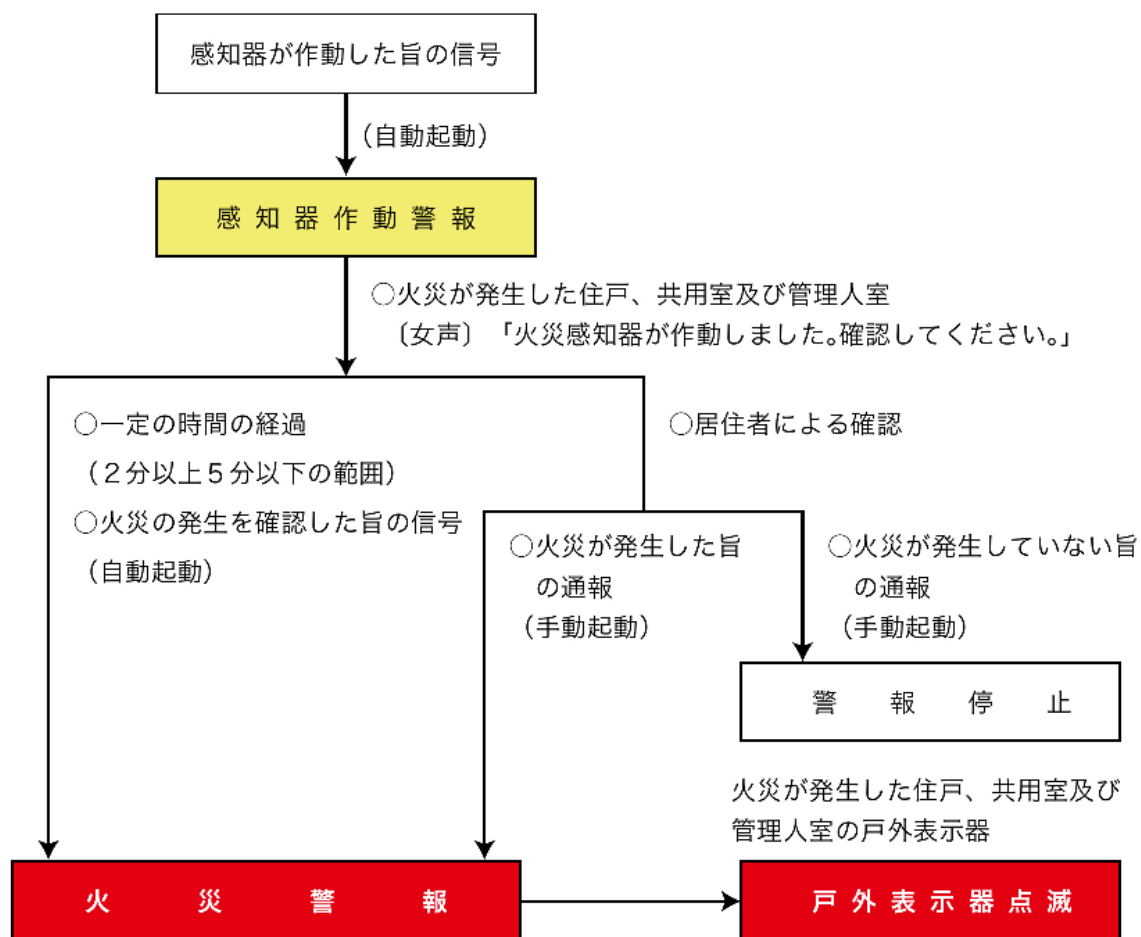 感知器が作動した旨の信号
（自動起動）
感知器作動警報
○火災が発生した住戸、共用室及び管理人室
〔女声〕「火災感知器が作動しました。確認してください。」
○一定の時間の経過
（２分以上５分以下の範囲）
○火災の発生を確認した旨の信号
（自動起動）
○居住者による確認
○火災が発生した旨
の通報
（手動起動）
○火災が発生していない旨
の通報
（手動起動）
警報停止
火災が発生した住戸、共用室及び
管理人室の戸外表示器
火災警報
戸外表示器点滅